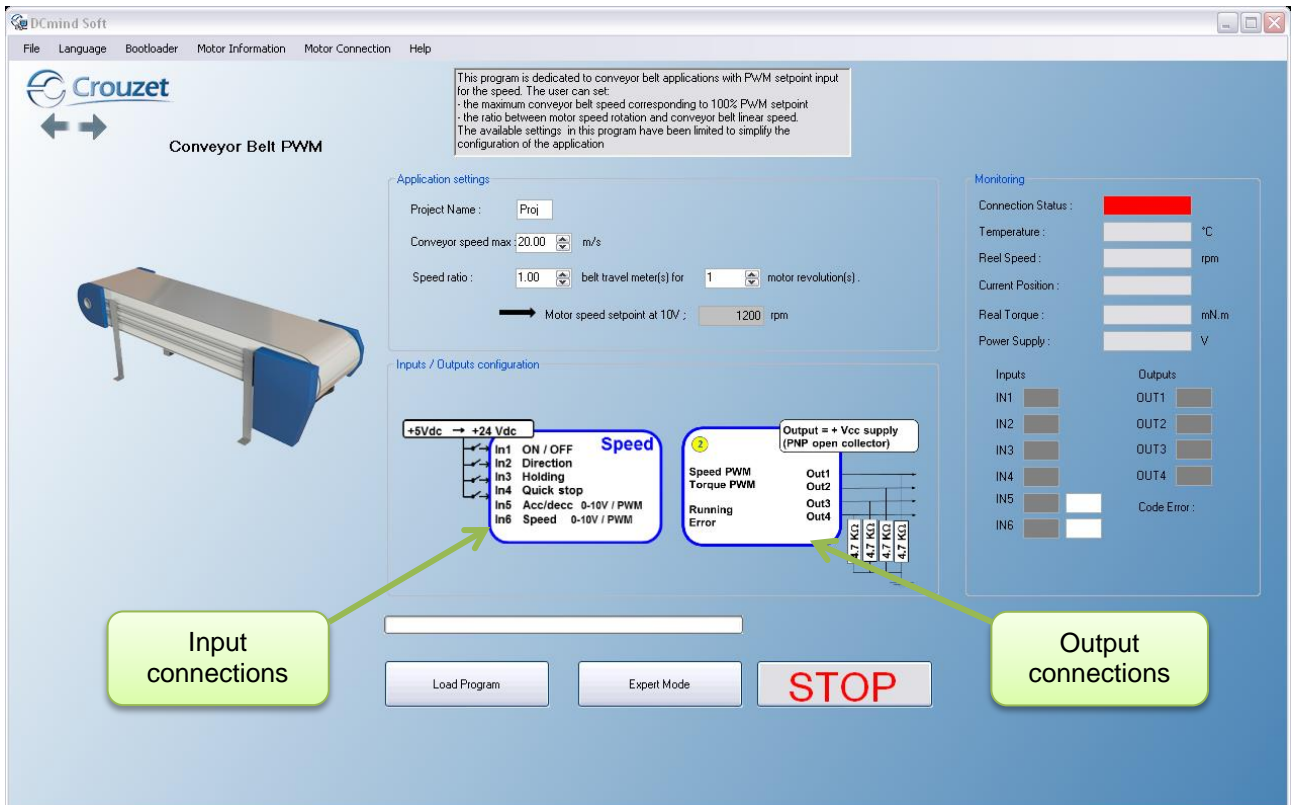 DCmind Soft
File Language Bootloader Motor Information Motor Connection Help
Crouzet
Conveyor Belt PWM
This program is dedicated to conveyor belt applications with PWM setpoint input
for the speed. The user can set:
- the maximum conveyor belt speed corresponding to 100% PWM setpoint
- the ratio between motor speed rotation and conveyor belt linear speed.
The available settings in this program have been limited to simplify the
configuration of the application
Application settings
Project Name : Proj
Conveyor speed max : 20.00 m/s
Speed ratio : 1.00 belt travel meter(s) for 1 motor revolution(s) .
Motor speed setpoint at 10V ; 1200 rpm
Inputs / Outputs configuration
+5Vdc → +24 Vdc
Speed
In1 ON / OFF
In2 Direction
In3 Holding
In4 Quick stop
In5 Acc/decc 0-10V / PWM
In6 Speed 0-10V / PWM
2
Output = + Vcc supply
(PNP open collector)
Speed PWM Out1
Torque PWM Out2
Running Out3
Error Out4
4.7 KΩ 4.7 KΩ 4.7 KΩ 4.7 KΩ
Monitoring
Connection Status :
Temperature : °C
Reel Speed : rpm
Current Position :
Real Torque : mN.m
Power Supply : V
Inputs Outputs
IN1 OUT1
IN2 OUT2
IN3 OUT3
IN4 OUT4
IN5 Code Error :
IN6
Input
connections
Output
connections
Load Program Expert Mode STOP